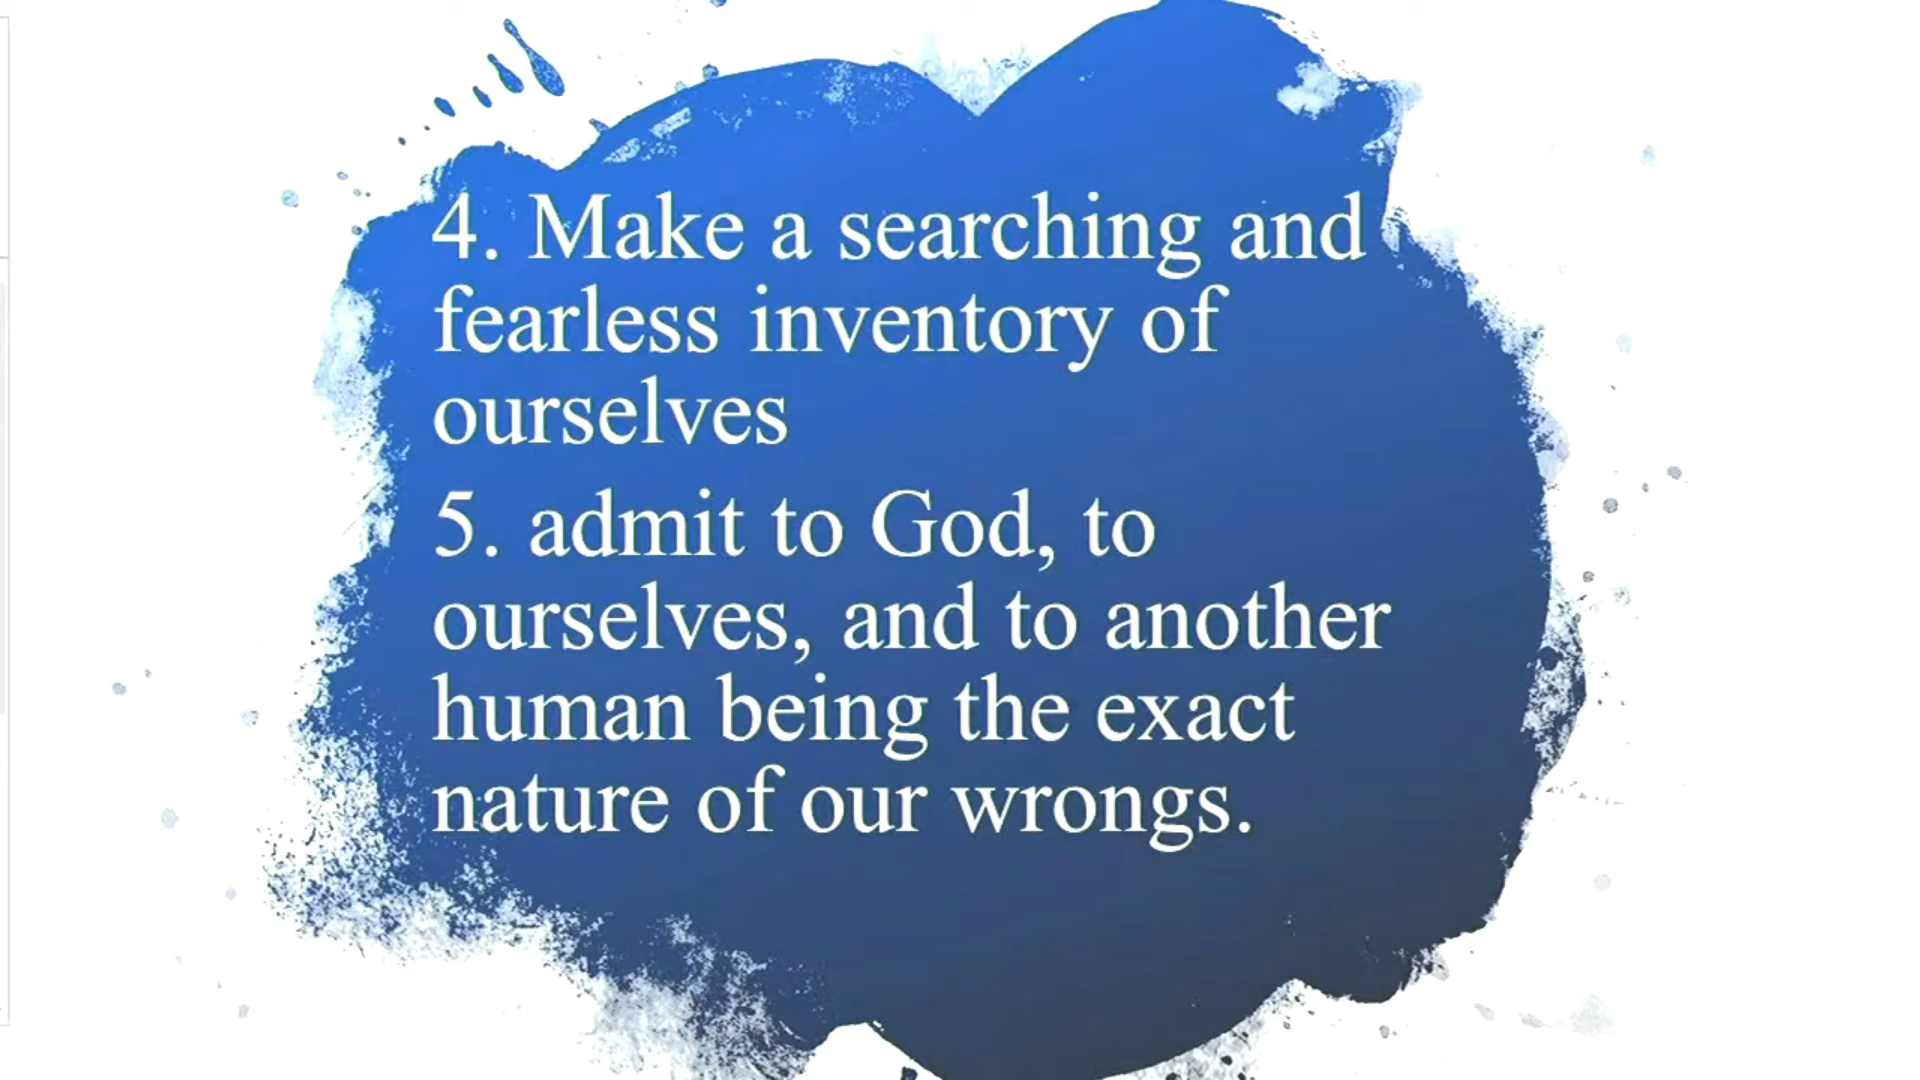 4. Make a searching and
fearless inventory of
ourselves
5. admit to God, to
ourselves, and to another
human being the exact
nature of our wrongs.